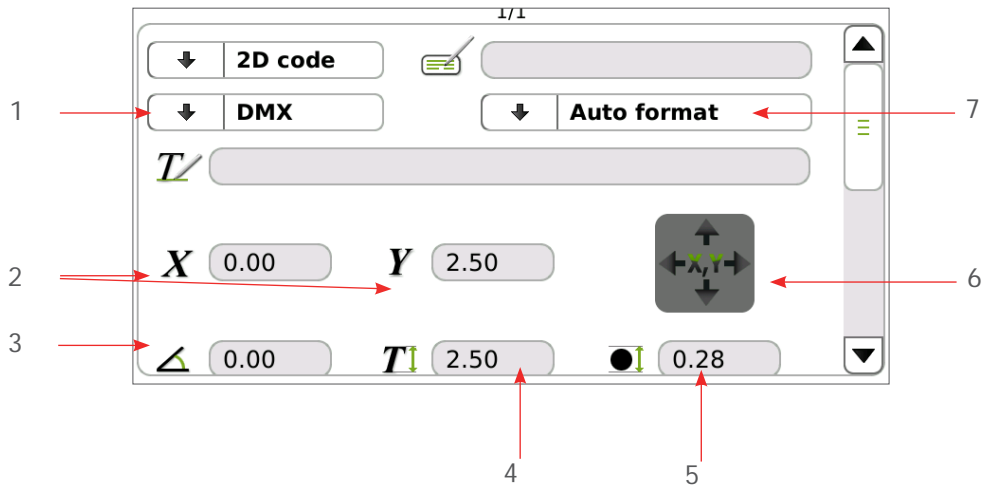 1/1
2D code
1 DMX Auto format 7
T
X 0.00 Y 2.50 X,Y
2 6
3 0.00 T 2.50 0.28
4 5